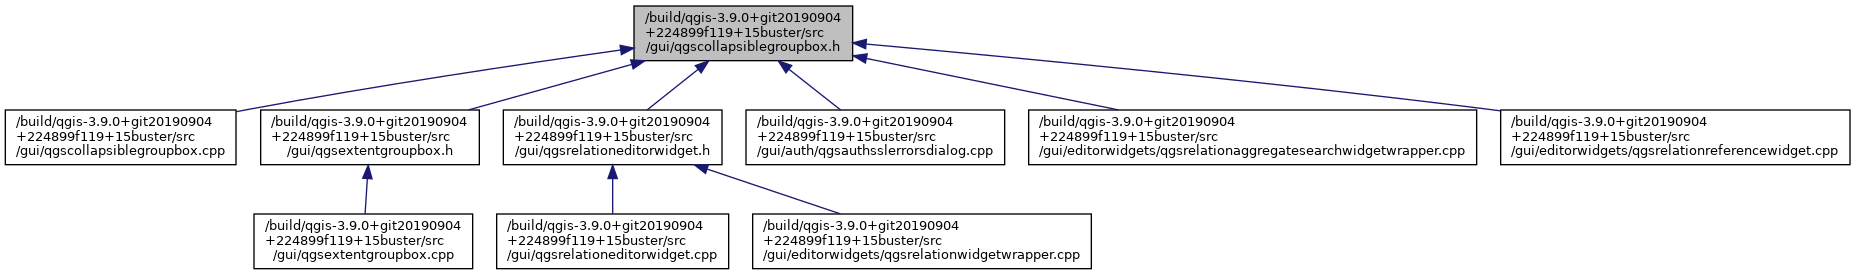 /build/qgis-3.9.0+git20190904
+224899f119+15buster/src
/gui/qgscollapsiblegroupbox.h
/build/qgis-3.9.0+git20190904
+224899f119+15buster/src
/gui/qgscollapsiblegroupbox.cpp
/build/qgis-3.9.0+git20190904
+224899f119+15buster/src
/gui/qgsextentgroupbox.h
/build/qgis-3.9.0+git20190904
+224899f119+15buster/src
/gui/qgsrelationeditorwidget.h
/build/qgis-3.9.0+git20190904
+224899f119+15buster/src
/gui/auth/qgsauthsslerrorsdialog.cpp
/build/qgis-3.9.0+git20190904
+224899f119+15buster/src
/gui/editorwidgets/qgsrelationaggregatesearchwidgetwrapper.cpp
/build/qgis-3.9.0+git20190904
+224899f119+15buster/src
/gui/editorwidgets/qgsrelationreferencewidget.cpp
/build/qgis-3.9.0+git20190904
+224899f119+15buster/src
/gui/qgsextentgroupbox.cpp
/build/qgis-3.9.0+git20190904
+224899f119+15buster/src
/gui/qgsrelationeditorwidget.cpp
/build/qgis-3.9.0+git20190904
+224899f119+15buster/src
/gui/editorwidgets/qgsrelationwidgetwrapper.cpp